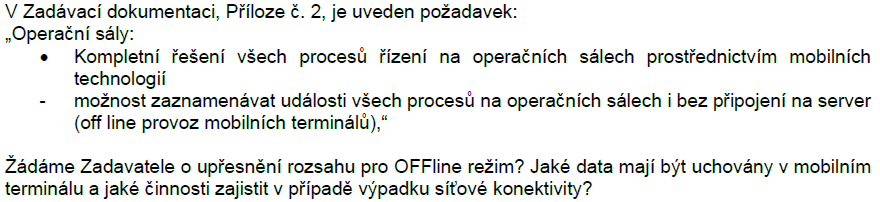 V Zadávací dokumentaci, Příloze č. 2, je uveden požadavek:
„Operační sály:
• Kompletní řešení všech procesů řízení na operačních sálech prostřednictvím mobilních
technologií
- možnost zaznamenávat události všech procesů na operačních sálech i bez připojení na server
(off line provoz mobilních terminálů),“
Žádáme Zadavatele o upřesnění rozsahu pro OFFline režim? Jaké data mají být uchovány v mobilním
terminálu a jaké činnosti zajistit v případě výpadku síťové konektivity?